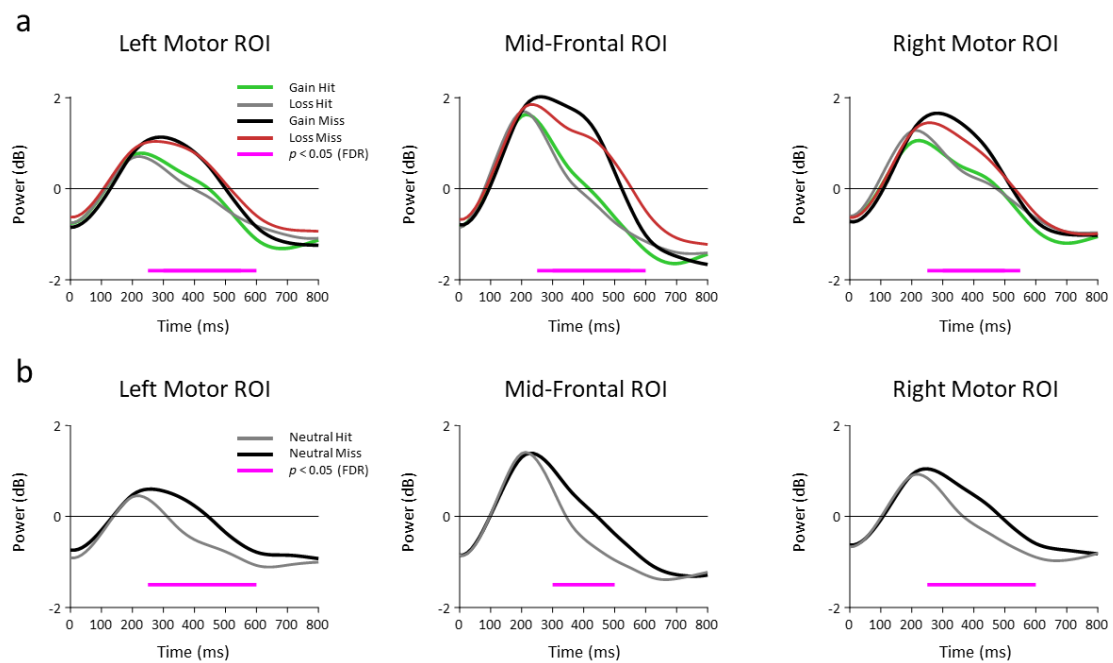 a
Left Motor ROI
Mid-Frontal ROI
Right Motor ROI
Gain Hit
Loss Hit
Gain Miss
Loss Miss
p < 0.05 (FDR)
2
0
-2
Power (dB)
0 100 200 300 400 500 600 700 800
Time (ms)
2
0
-2
Power (dB)
0 100 200 300 400 500 600 700 800
Time (ms)
2
0
-2
Power (dB)
0 100 200 300 400 500 600 700 800
Time (ms)
b
Left Motor ROI
Mid-Frontal ROI
Right Motor ROI
Neutral Hit
Neutral Miss
p < 0.05 (FDR)
2
0
-2
Power (dB)
0 100 200 300 400 500 600 700 800
Time (ms)
2
0
-2
Power (dB)
0 100 200 300 400 500 600 700 800
Time (ms)
2
0
-2
Power (dB)
0 100 200 300 400 500 600 700 800
Time (ms)